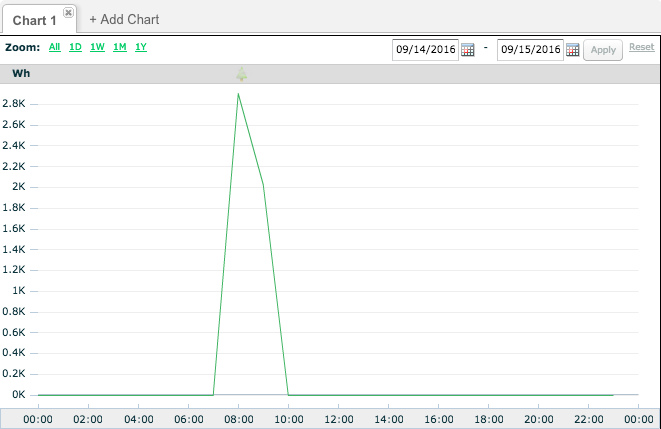 Chart 1 + Add Chart
Zoom: All 1D 1W 1M 1Y 09/14/2016 - 09/15/2016 Apply Reset
Wh
2.8K
2.6K
2.4K
2.2K
2K
1.8K
1.6K
1.4K
1.2K
1K
0.8K
0.6K
0.4K
0.2K
0K
00:00 02:00 04:00 06:00 08:00 10:00 12:00 14:00 16:00 18:00 20:00 22:00 00:00